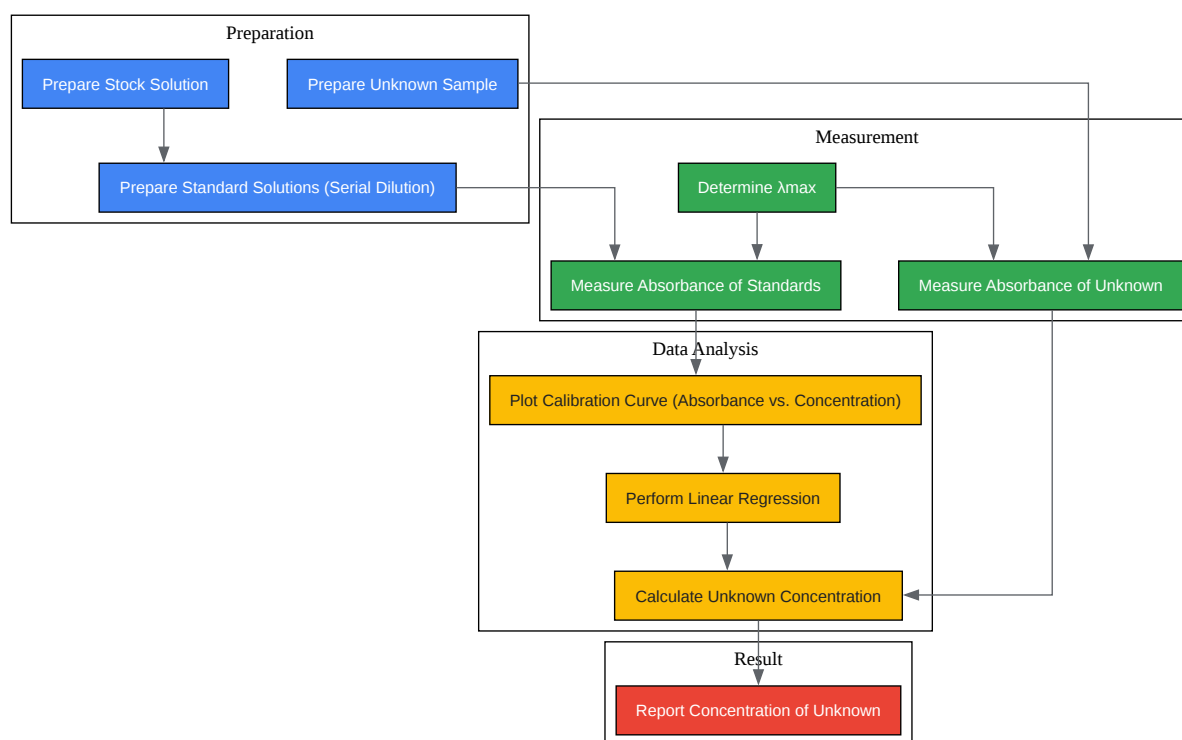 Preparation
Prepare Stock Solution
Prepare Unknown Sample
Prepare Standard Solutions (Serial Dilution)
Measurement
Determine λmax
Measure Absorbance of Standards
Measure Absorbance of Unknown
Data Analysis
Plot Calibration Curve (Absorbance vs. Concentration)
Perform Linear Regression
Calculate Unknown Concentration
Result
Report Concentration of Unknown